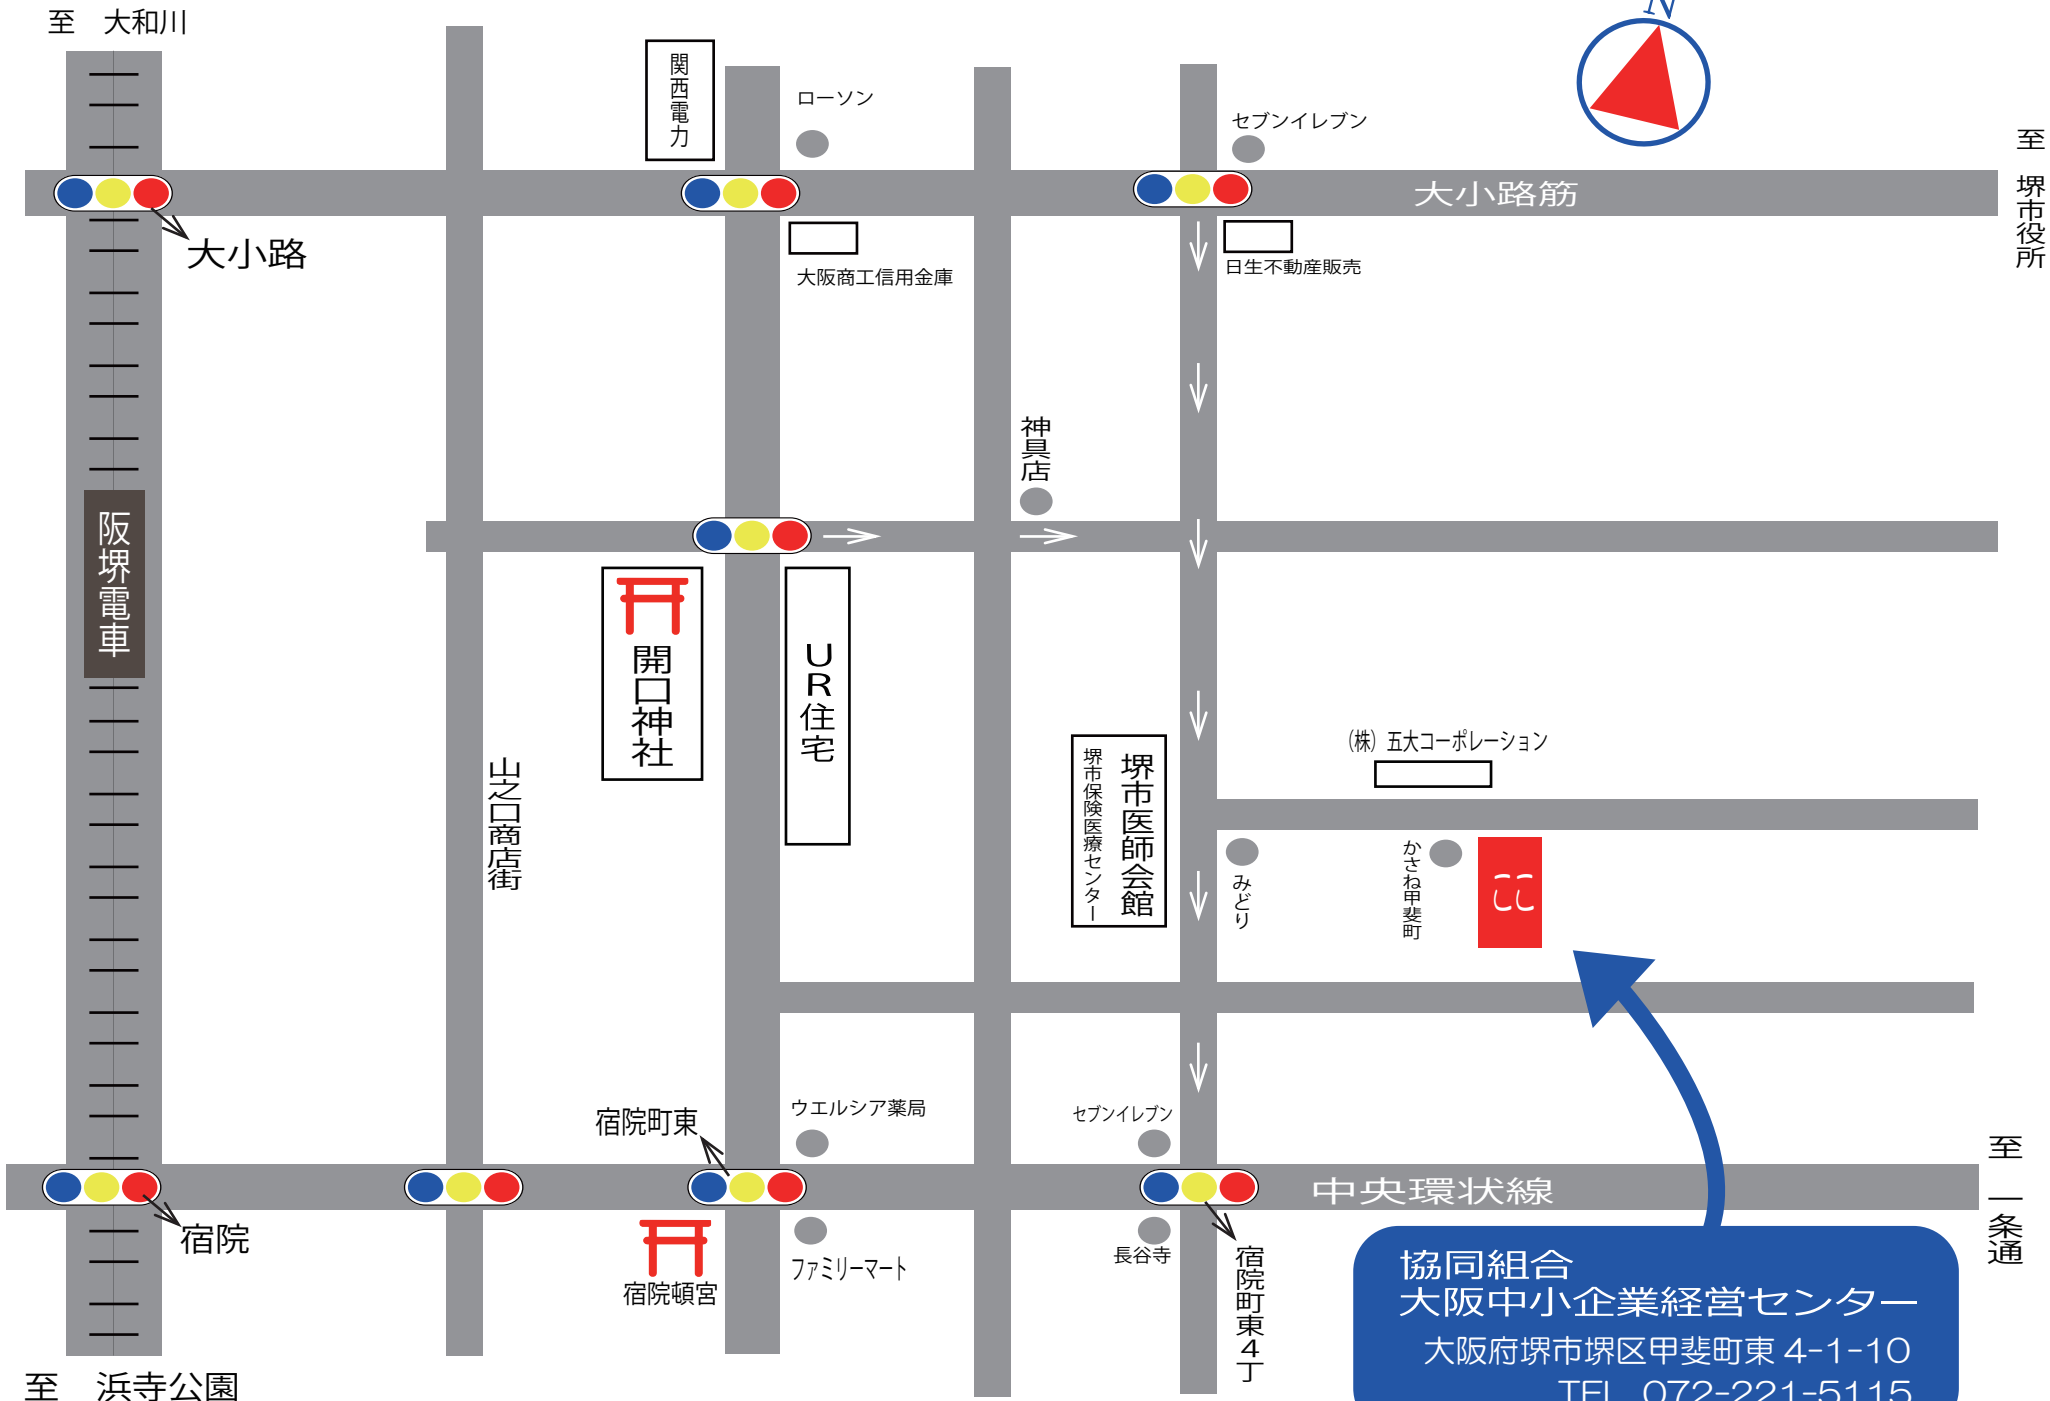 至　大和川
N
関西電力
ローソン
セブンイレブン
至　堺市役所
大小路筋
大小路
大阪商工信用金庫
日生不動産販売
神具店
阪堺電車
開口神社
UR住宅
山之口商店街
堺市医師会館
堺市保険医療センター
(株) 五大コーポレーション
みどり
かさね甲斐町
ここ
宿院町東
ウエルシア薬局
セブンイレブン
至　一条通
中央環状線
宿院
宿院頓宮
ファミリーマート
長谷寺
宿院町東4丁
協同組合
大阪中小企業経営センター
大阪府堺市堺区甲斐町東 4-1-10
TEL 072-221-5115
至　浜寺公園